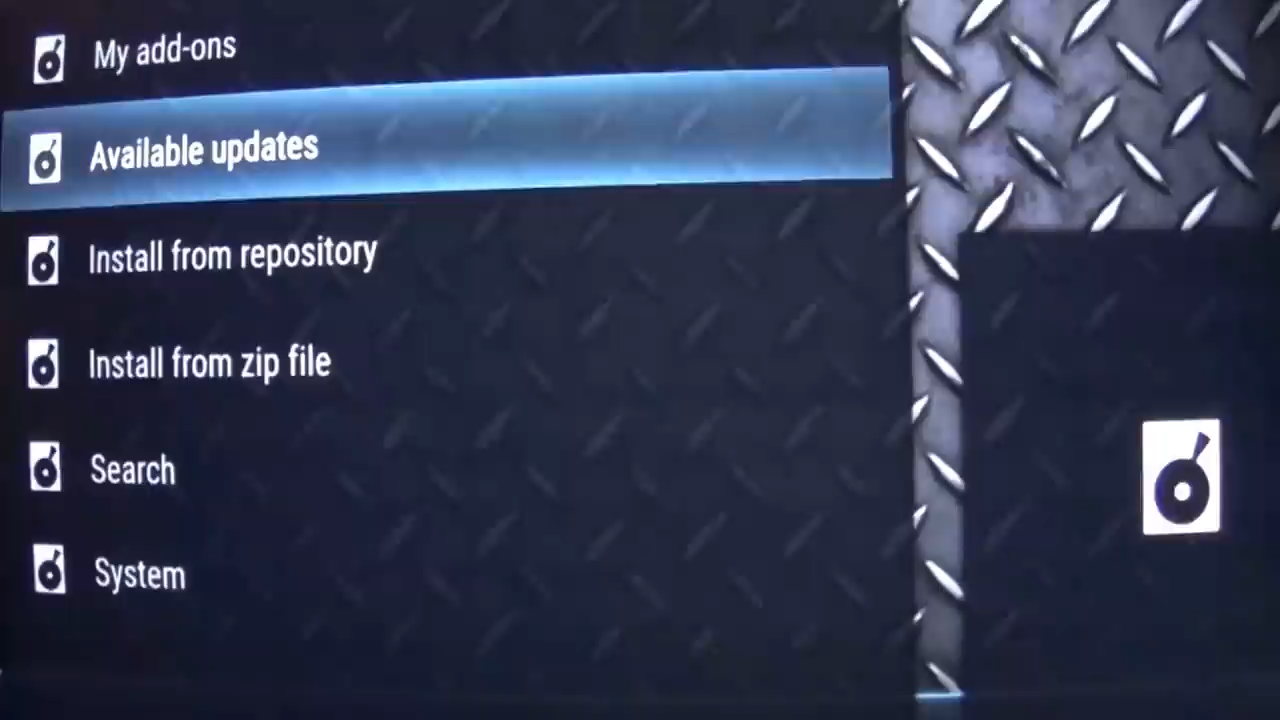 My add-ons
Available updates
Install from repository
Install from zip file
Search
System